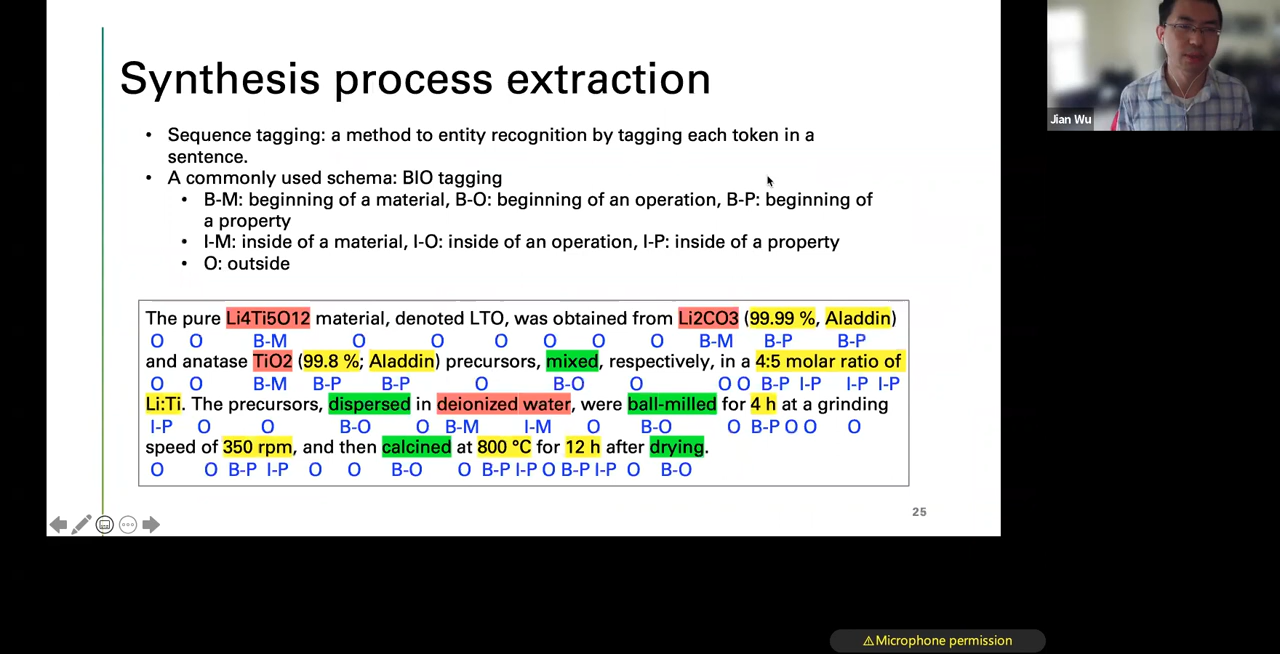 Synthesis process extraction
• Sequence tagging: a method to entity recognition by tagging each token in a
sentence.
• A commonly used schema: BIO tagging
• B-M: beginning of a material, B-O: beginning of an operation, B-P: beginning of
a property
• I-M: inside of a material, I-O: inside of an operation, I-P: inside of a property
• O: outside
The pure Li4Ti5O12 material, denoted LTO, was obtained from Li2CO3 (99.99 %, Aladdin)
O O B-M O O O O O O B-M B-P B-P
and anatase TiO2 (99.8 %; Aladdin) precursors, mixed, respectively, in a 4:5 molar ratio of
O O B-M B-P B-P O B-O O O O B-P I-P I-P I-P
Li:Ti. The precursors, dispersed in deionized water, were ball-milled for 4 h at a grinding
I-P O O B-O O B-M I-M O B-O O B-P O O O
speed of 350 rpm, and then calcined at 800 °C for 12 h after drying.
O O B-P I-P O O B-O O B-P I-P O B-P I-P O B-O
25
Jian Wu
⚠Microphone permission